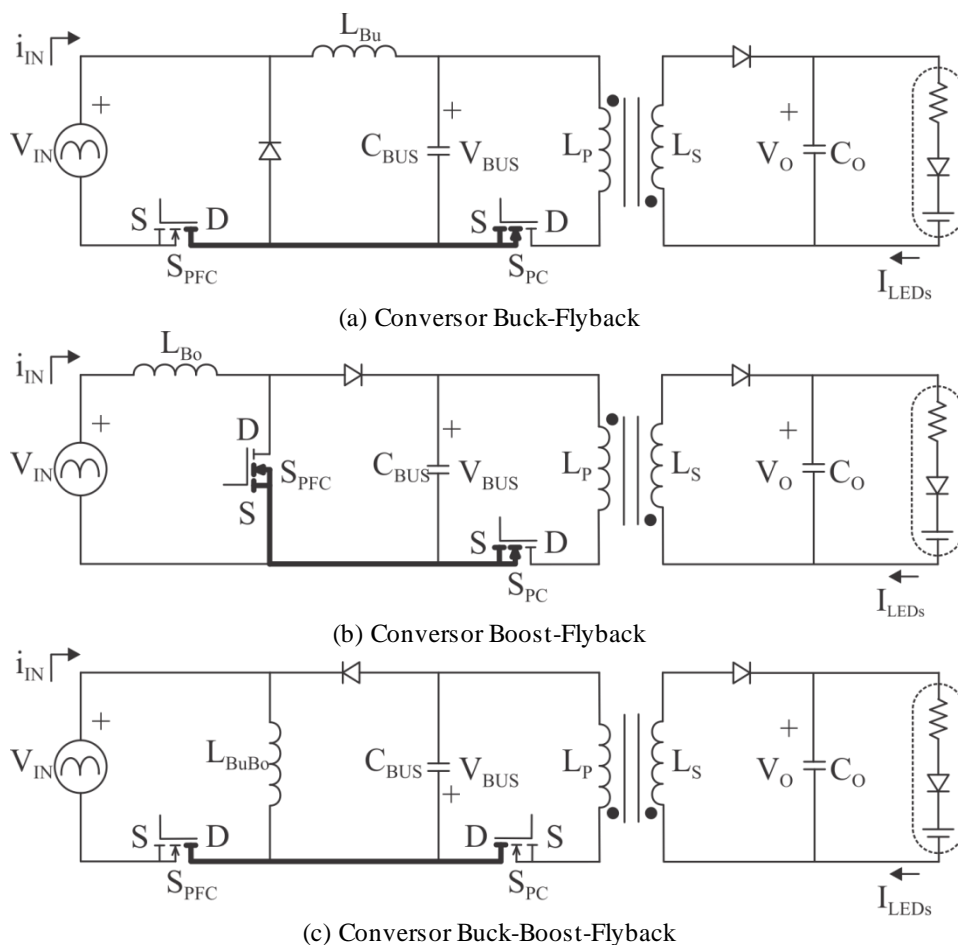 i_IN
L_Bu
V_IN
+
C_BUS
+
V_BUS
L_P
L_S
+
V_O
C_O
S
D
S_PFC
S
D
S_PC
I_LEDs
(a) Conversor Buck-Flyback
i_IN
L_Bo
V_IN
+
D
S_PFC
S
C_BUS
+
V_BUS
L_P
L_S
+
V_O
C_O
S
D
S_PC
I_LEDs
(b) Conversor Boost-Flyback
i_IN
V_IN
+
L_BuBo
C_BUS
V_BUS
+
L_P
L_S
+
V_O
C_O
S
D
S_PFC
D
S
S_PC
I_LEDs
(c) Conversor Buck-Boost-Flyback